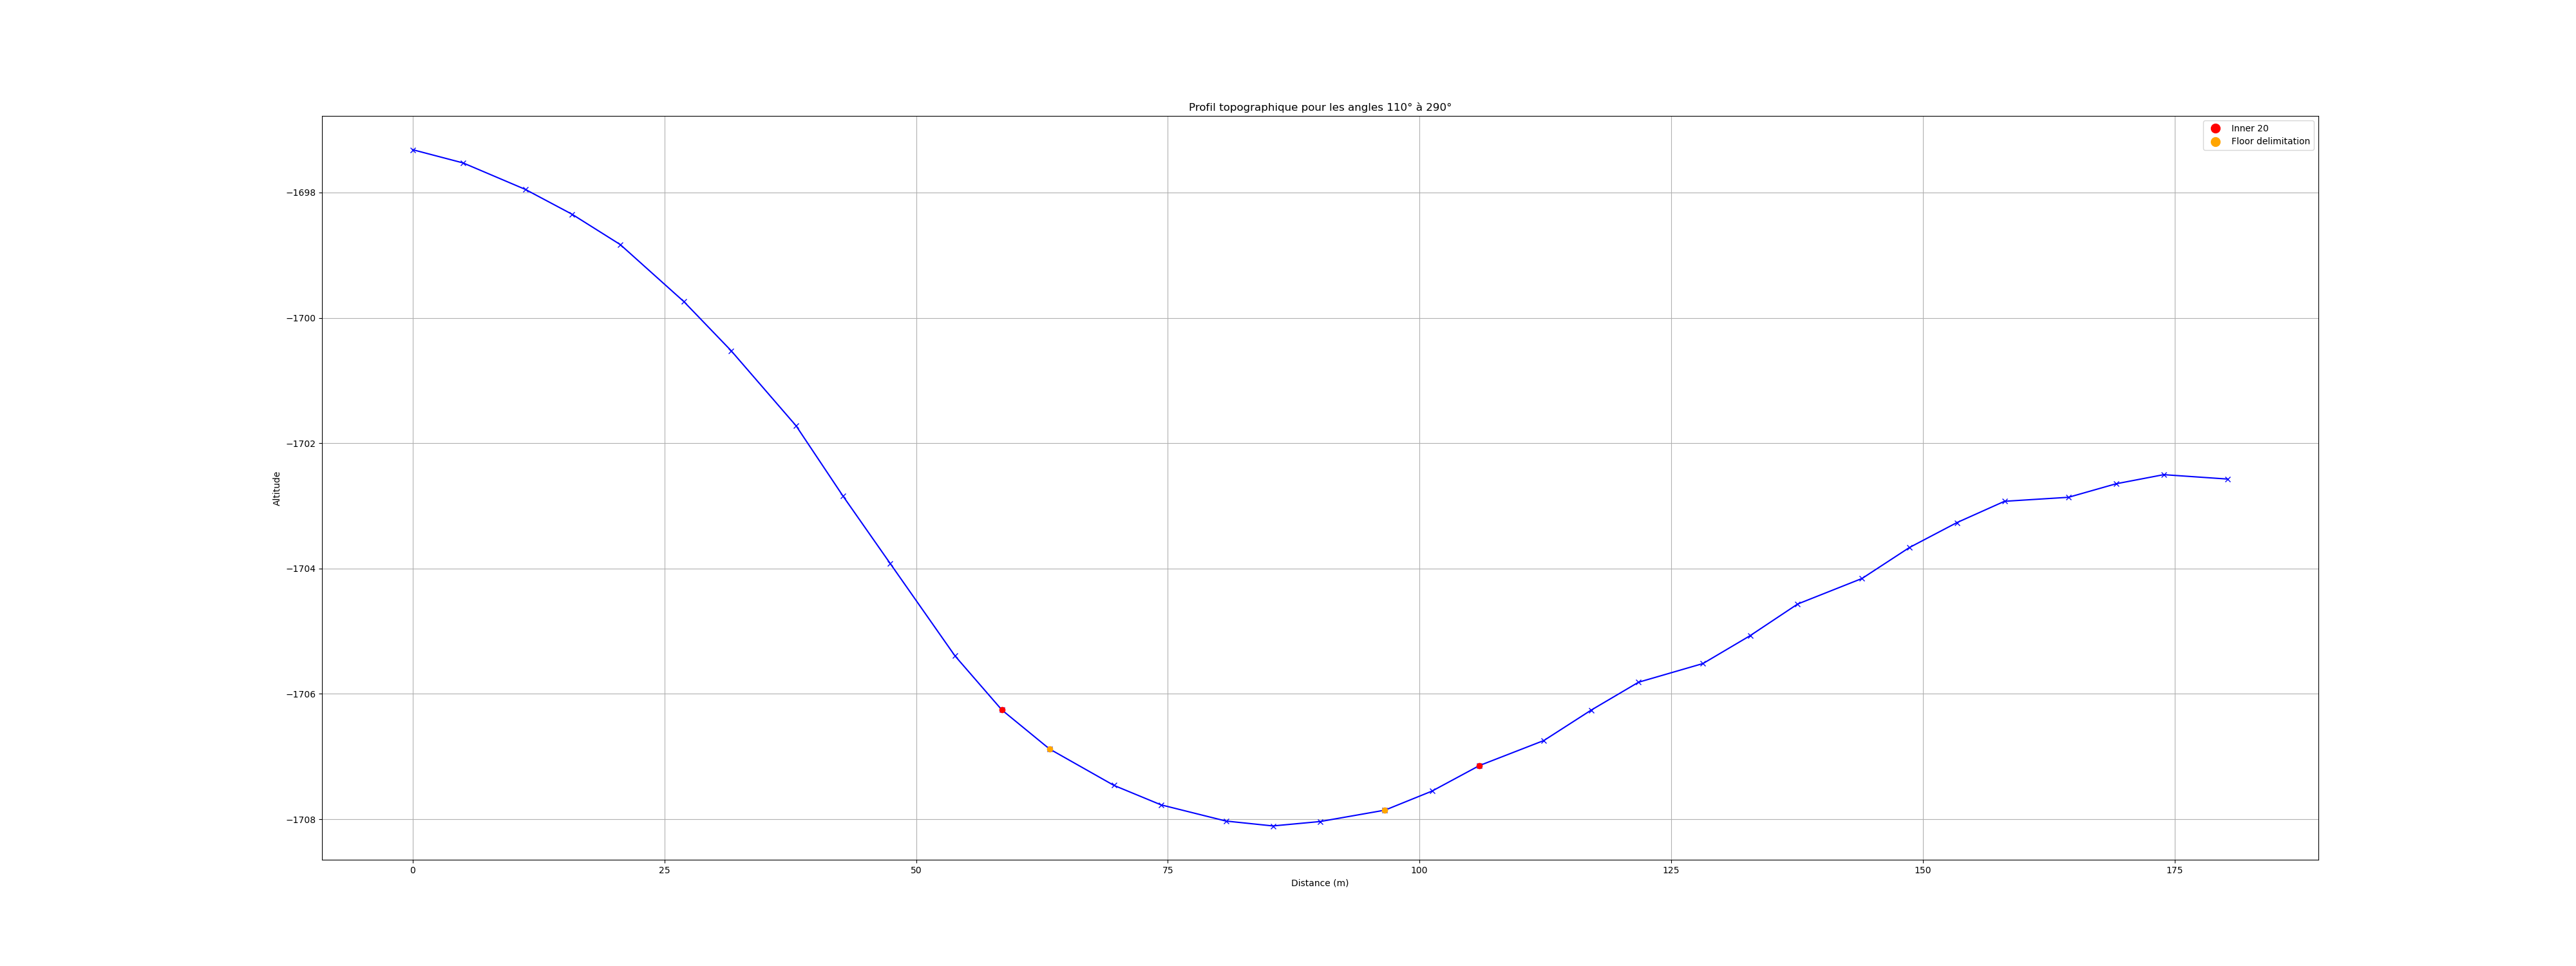 Profil topographique pour les angles 110° à 290°
Inner 20
Floor delimitation
−1698
−1700
−1702
−1704
−1706
−1708
Altitude
0 25 50 75 100 125 150 175
Distance (m)